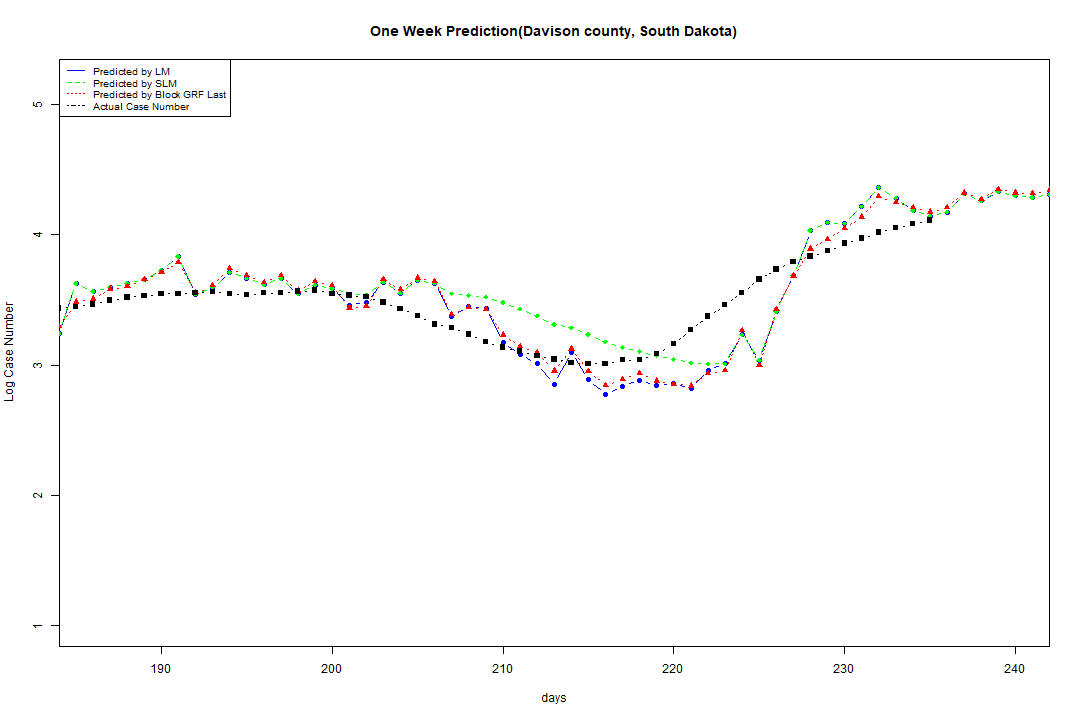 One Week Prediction(Davison county, South Dakota)
Predicted by LM
Predicted by SLM
Predicted by Block GRF Last
Actual Case Number
5
4
3
2
1
Log Case Number
190 200 210 220 230 240
days